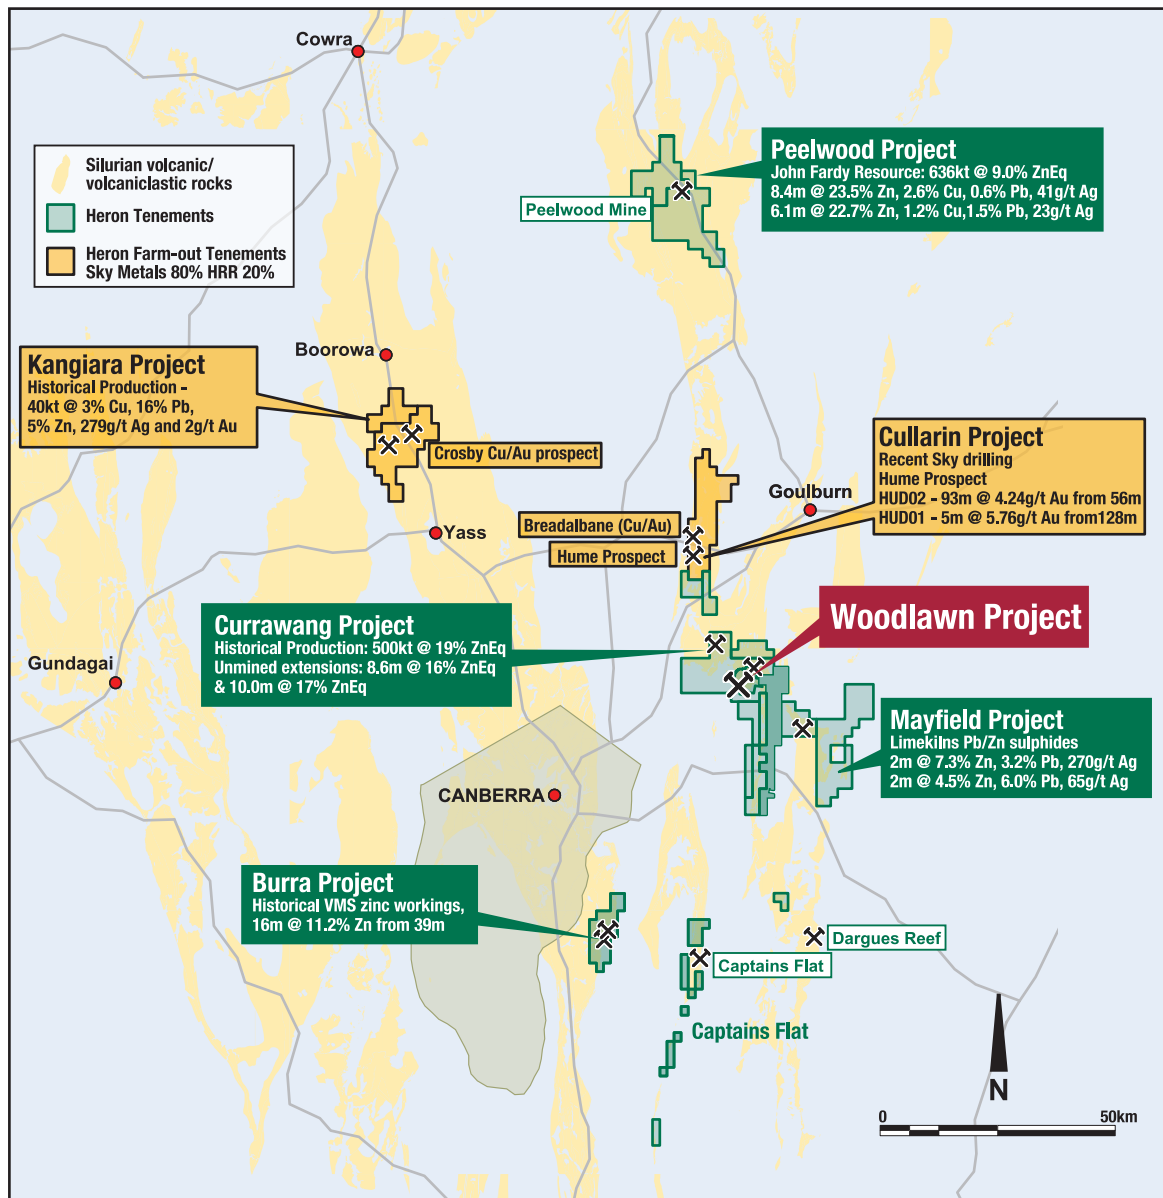 Cowra
Silurian volcanic/
volcaniclastic rocks
Heron Tenements
Heron Farm-out Tenements
Sky Metals 80% HRR 20%
Peelwood Project
John Fardy Resource: 636kt @ 9.0% ZnEq
8.4m @ 23.5% Zn, 2.6% Cu, 0.6% Pb, 41g/t Ag
6.1m @ 22.7% Zn, 1.2% Cu,1.5% Pb, 23g/t Ag
Peelwood Mine
Boorowa
Kangiara Project
Historical Production –
40kt @ 3% Cu, 16% Pb,
5% Zn, 279g/t Ag and 2g/t Au
Crosby Cu/Au prospect
Cullarin Project
Recent Sky drilling
Hume Prospect
HUD02 - 93m @ 4.24g/t Au from 56m
HUD01 - 5m @ 5.76g/t Au from128m
Goulburn
Breadalbane (Cu/Au)
Hume Prospect
Yass
Woodlawn Project
Currawang Project
Historical Production: 500kt @ 19% ZnEq
Unmined extensions: 8.6m @ 16% ZnEq
& 10.0m @ 17% ZnEq
Gundagai
Mayfield Project
Limekilns Pb/Zn sulphides
2m @ 7.3% Zn, 3.2% Pb, 270g/t Ag
2m @ 4.5% Zn, 6.0% Pb, 65g/t Ag
CANBERRA
Burra Project
Historical VMS zinc workings,
16m @ 11.2% Zn from 39m
Dargues Reef
Captains Flat
Captains Flat
N
0 50km